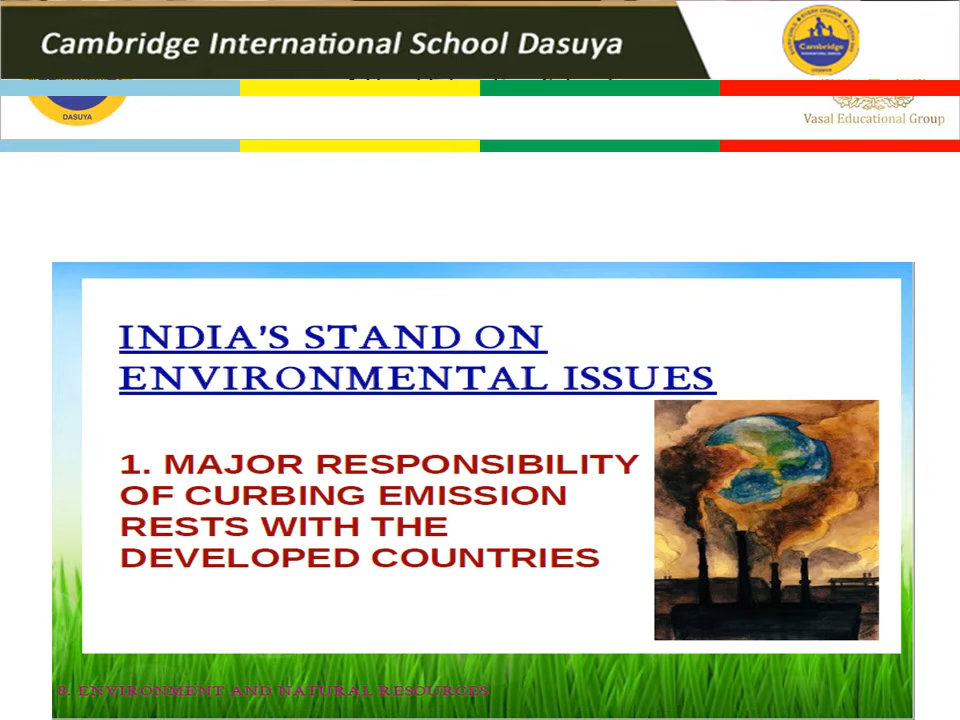 Cambridge International School Dasuya
Cambridge
DASUYA
Vasal Educational Group
INDIA'S STAND ON
ENVIRONMENTAL ISSUES
1. MAJOR RESPONSIBILITY
OF CURBING EMISSION
RESTS WITH THE
DEVELOPED COUNTRIES
8. ENVIRONMENT AND NATURAL RESOURCES